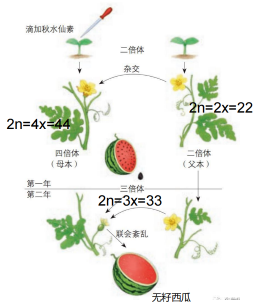 滴加秋水仙素
二倍体
杂交
2n=4x=44
2n=2x=22
四倍体
(母本)
二倍体
(父本)
第一年
第二年
三倍体
2n=3x=33
联会紊乱
无籽西瓜